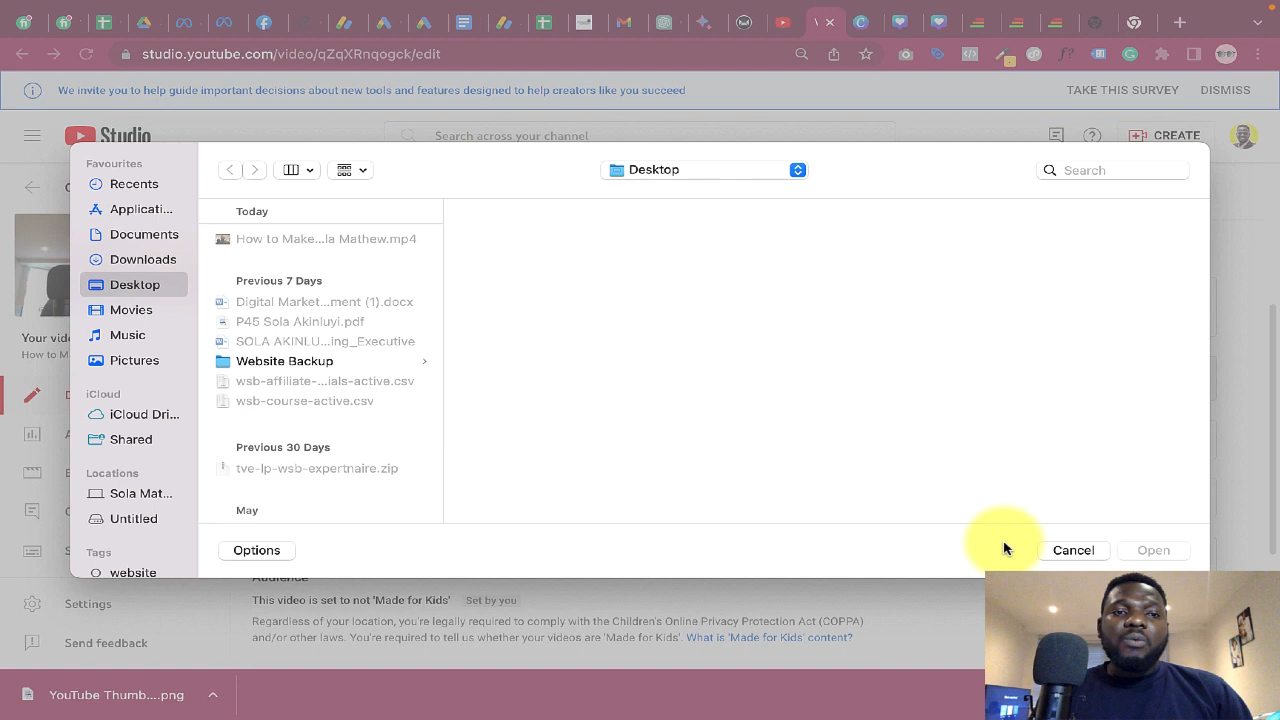 studio.youtube.com/video/qZqXRnqogck/edit
We invite you to help guide important decisions about new tools and features designed to help creators like you succeed
TAKE THIS SURVEY
DISMISS
Studio
Search across your channel
CREATE
Favourites
Recents
Applicati...
Documents
Downloads
Desktop
Movies
Music
Pictures
iCloud
iCloud Dri...
Shared
Locations
Sola Mat...
Untitled
Tags
website
Desktop
Search
Today
How to Make...la Mathew.mp4
Previous 7 Days
Digital Market...ment (1).docx
P45 Sola Akinluyi.pdf
SOLA AKINLU...ing_Executive
Website Backup
wsb-affiliate-...ials-active.csv
wsb-course-active.csv
Previous 30 Days
tve-lp-wsb-expertnaire.zip
May
Options
Cancel
Open
Your vide
How to Ma
Audience
This video is set to not 'Made for Kids' Set by you
Regardless of your location, you're legally required to comply with the Children's Online Privacy Protection Act (COPPA)
and/or other laws. You're required to tell us whether your videos are 'Made for Kids'. What is 'Made for Kids' content?
Settings
Send feedback
YouTube Thumb....png